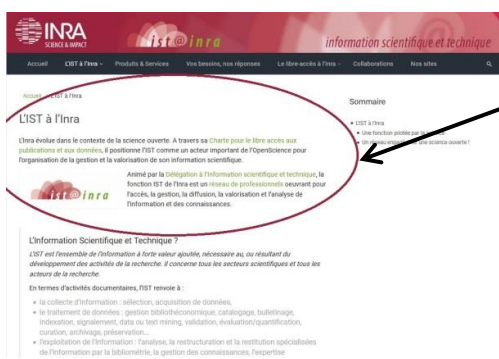 INRA
SCIENCE & IMPACT
ist@inra
information scientifique et technique
Accueil L'IST à l'Inra Produits & Services Vos besoins, nos réponses Le libre-accès à l'Inra Collaborations Nos sites
Accueil L'IST à l'Inra
L'IST à l'Inra
L'Inra évolue dans le contexte de la science ouverte. A travers sa Charte pour le libre accès aux
publications et aux données, il positionne l'IST comme un acteur important de l'OpenScience pour
l'organisation de la gestion et la valorisation de son information scientifique.
ist@inra
Animé par la Délégation à l'Information scientifique et technique, la
fonction IST de l'Inra est un réseau de professionnels oeuvrant pour
l'accès, la gestion, la diffusion, la valorisation et l'analyse de
l'information et des connaissances.
Sommaire
L'IST à l'Inra
Une fonction pilotée par la
Un réseau une science ouverte !
L'Information Scientifique et Technique ?
L'IST est l'ensemble de l'information à forte valeur ajoutée, nécessaire au, ou résultant du
développement des activités de la recherche. Il concerne tous les secteurs scientifiques et tous les
acteurs de la recherche.
En termes d'activités documentaires, l'IST renvoie à :
la collecte d'information : sélection, acquisition de données,
le traitement de données : gestion bibliothéconomique, catalogage, bulletinage,
indexation, signalement, data ou text mining, validation, évaluation/quantification,
curation, archivage, préservation...
l'exploitation de l'information : l'analyse, la restructuration et la restitution spécialisées
de l'information par la bibliométrie, la gestion des connaissances, l'expertise